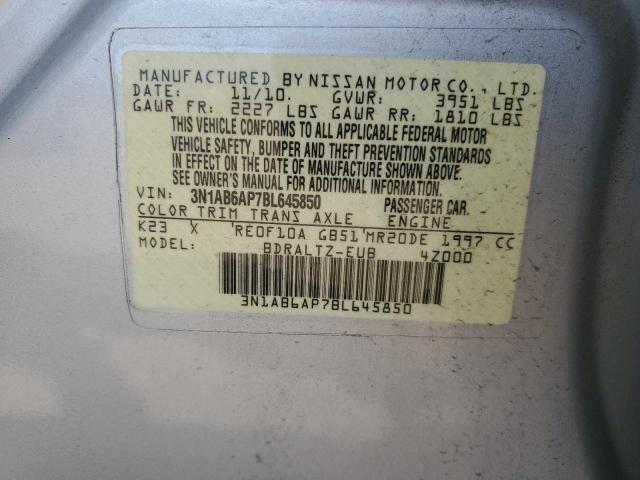 MANUFACTURED BY NISSAN MOTOR CO., LTD.
DATE: 11/10. GVWR: 3951 LBS
GAWR FR: 2227 LBS GAWR RR: 1810 LBS
THIS VEHICLE CONFORMS TO ALL APPLICABLE FEDERAL MOTOR
VEHICLE SAFETY, BUMPER AND THEFT PREVENTION STANDARDS
IN EFFECT ON THE DATE OF MANUFACTURE SHOWN ABOVE.
SEE OWNER'S MANUAL FOR ADDITIONAL INFORMATION.
VIN: 3N1AB6AP7BL645850 PASSENGER CAR.
COLOR TRIM TRANS AXLE ENGINE
K23 X RE0F10A GB51 MR20DE 1997 CC
MODEL: BDRALTZ-EUB 4Z000
3N1AB6AP7BL645850